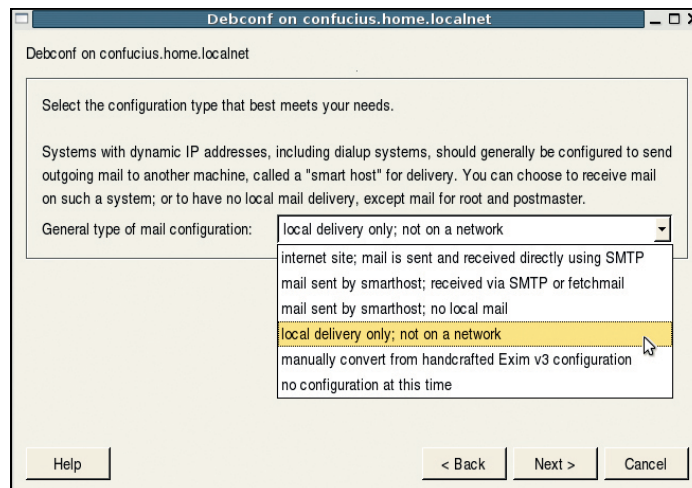 Debconf on confucius.home.localnet
Debconf on confucius.home.localnet
Select the configuration type that best meets your needs.
Systems with dynamic IP addresses, including dialup systems, should generally be configured to send
outgoing mail to another machine, called a "smart host" for delivery. You can choose to receive mail
on such a system; or to have no local mail delivery, except mail for root and postmaster.
General type of mail configuration: local delivery only; not on a network
internet site; mail is sent and received directly using SMTP
mail sent by smarthost; received via SMTP or fetchmail
mail sent by smarthost; no local mail
local delivery only; not on a network
manually convert from handcrafted Exim v3 configuration
no configuration at this time
Help < Back Next > Cancel